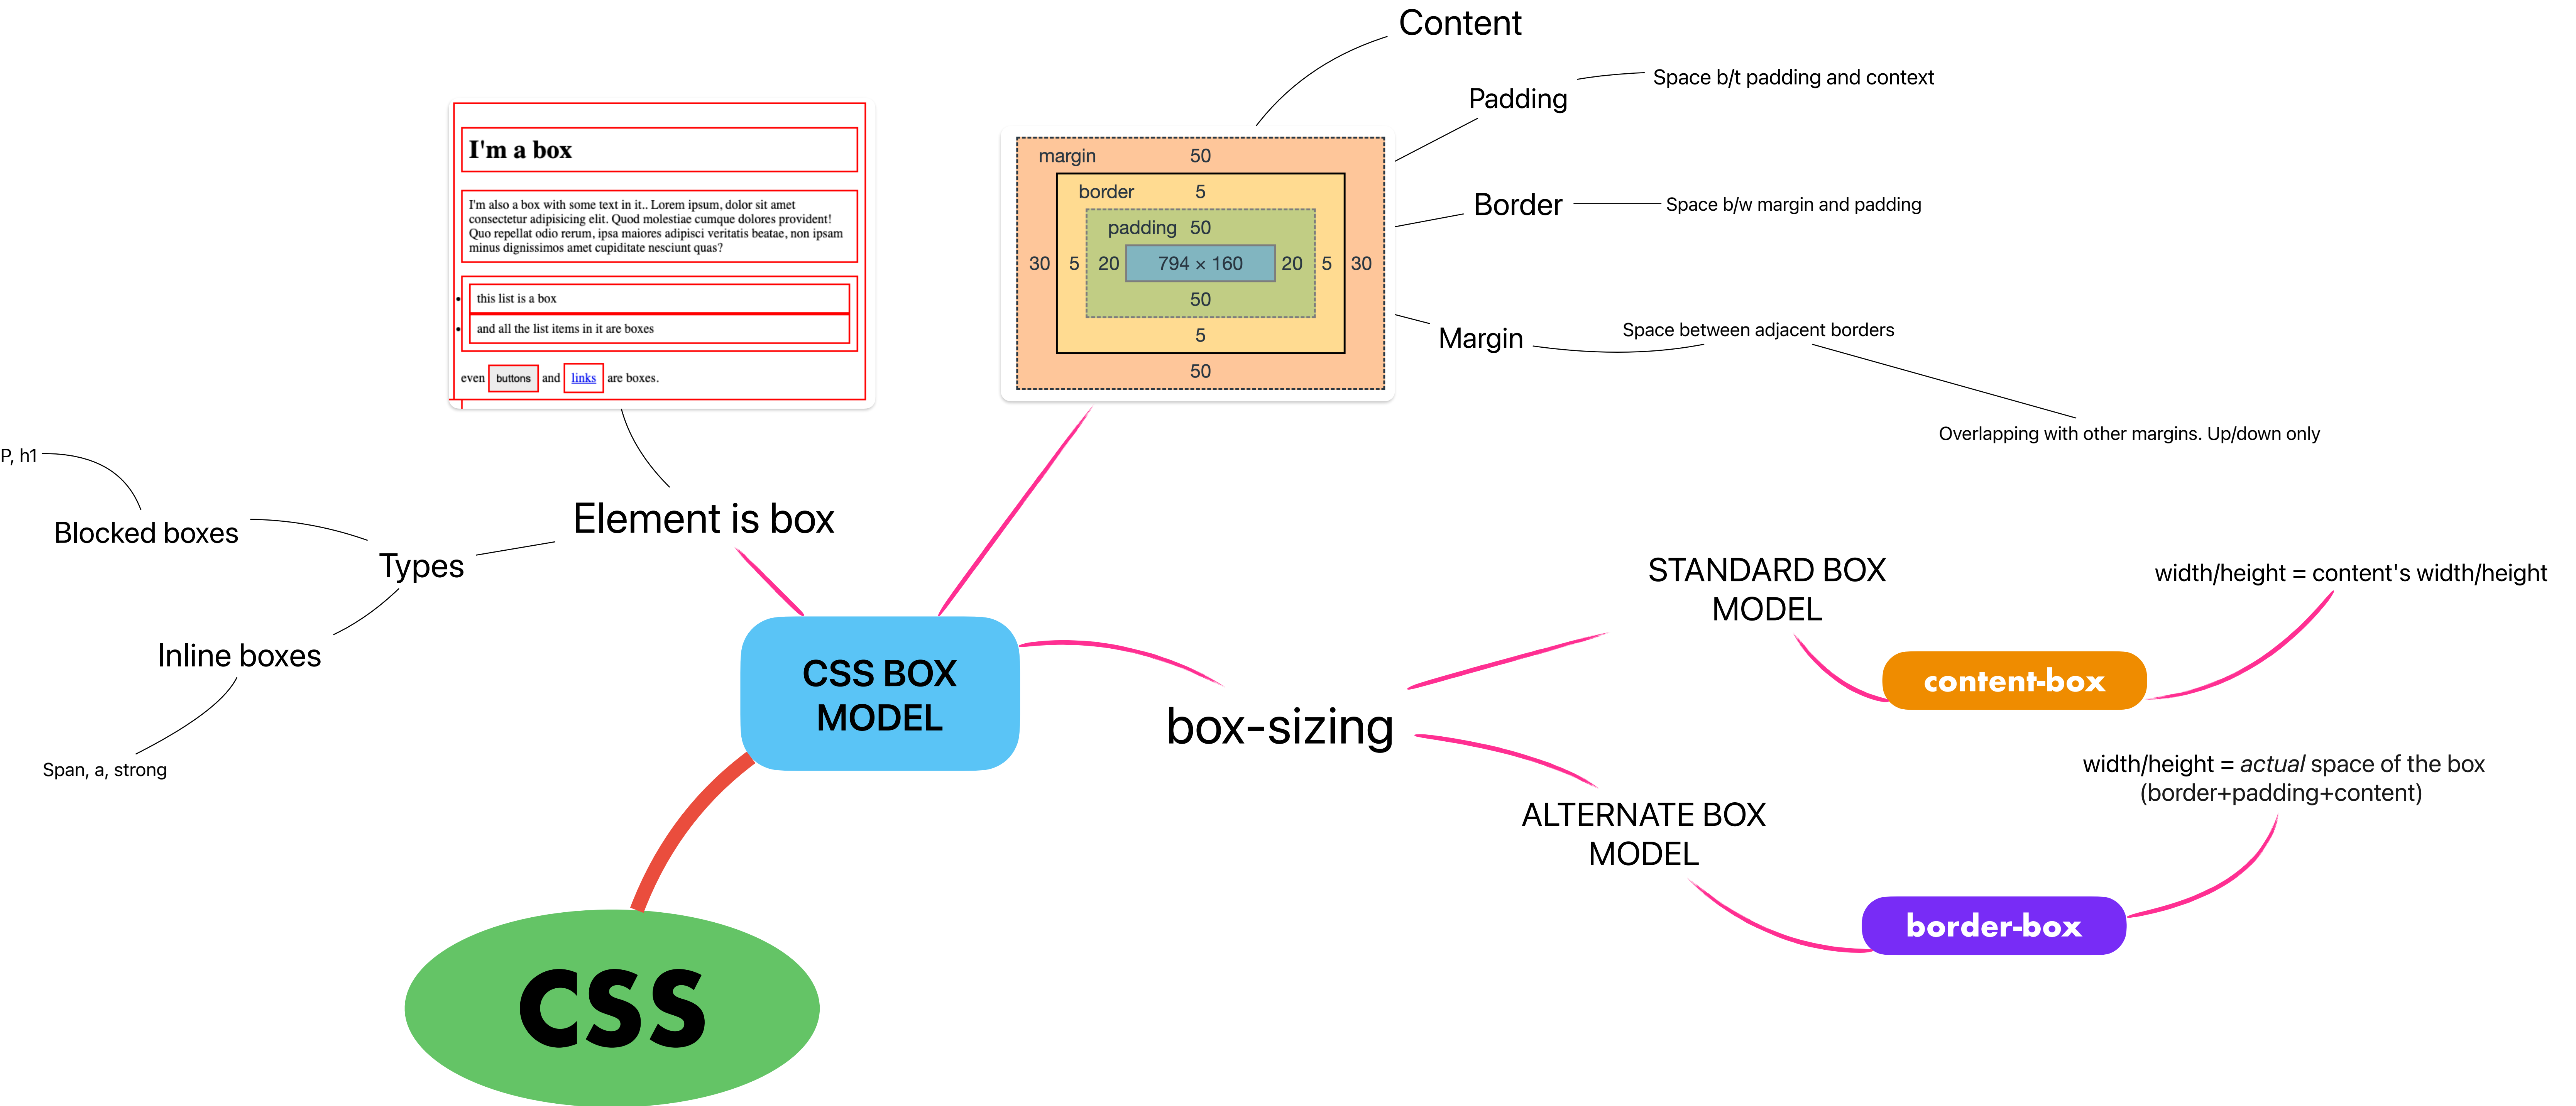 Content
Padding
Space b/t padding and context
Border
Space b/w margin and padding
Margin
Space between adjacent borders
Overlapping with other margins. Up/down only
margin 50
border 5
padding 50
30 5 20 794 × 160 20 5 30
50
5
50
I'm a box
I'm also a box with some text in it.. Lorem ipsum, dolor sit amet
consectetur adipisicing elit. Quod molestiae cumque dolores provident!
Quo repellat odio rerum, ipsa maiores adipisci veritatis beatae, non ipsam
minus dignissimos amet cupiditate nesciunt quas?
this list is a box
and all the list items in it are boxes
even buttons and links are boxes.
P, h1
Blocked boxes
Types
Element is box
Inline boxes
Span, a, strong
CSS BOX
MODEL
box-sizing
STANDARD BOX
MODEL
content-box
width/height = content's width/height
ALTERNATE BOX
MODEL
border-box
width/height = actual space of the box
(border+padding+content)
CSS